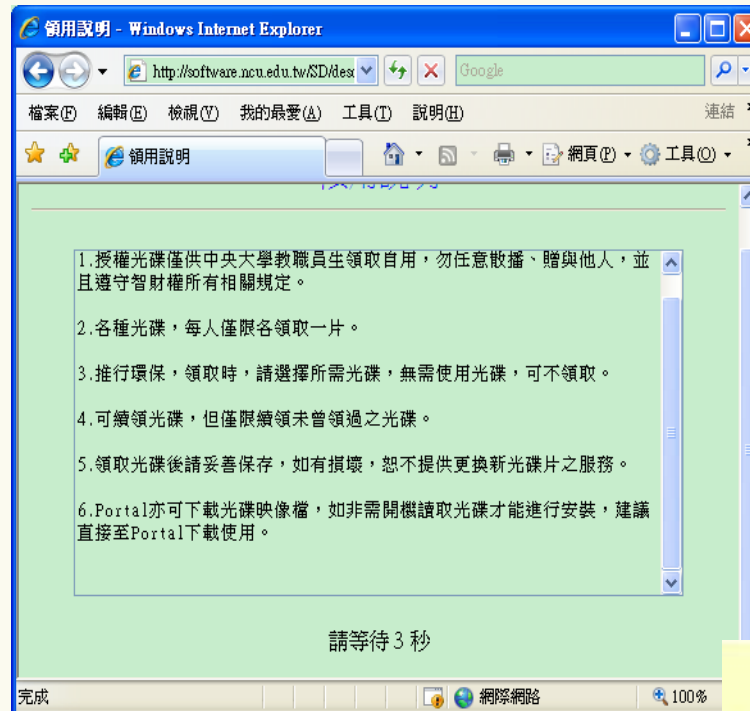 領用說明 - Windows Internet Explorer
http://software.ncu.edu.tw/SD/des
Google
檔案(F) 編輯(E) 檢視(V) 我的最愛(A) 工具(T) 說明(H) 連結
領用說明 網頁(P) 工具(O)
1.授權光碟僅供中央大學教職員生領取自用，勿任意散播、贈與他人，並
且遵守智財權所有相關規定。
2.各種光碟，每人僅限各領取一片。
3.推行環保，領取時，請選擇所需光碟，無需使用光碟，可不領取。
4.可續領光碟，但僅限續領未曾領過之光碟。
5.領取光碟後請妥善保存，如有損壞，恕不提供更換新光碟片之服務。
6.Portal亦可下載光碟映像檔，如非需開機讀取光碟才能進行安裝，建議
直接至Portal下載使用。
請等待 3 秒
完成 網際網路 100%